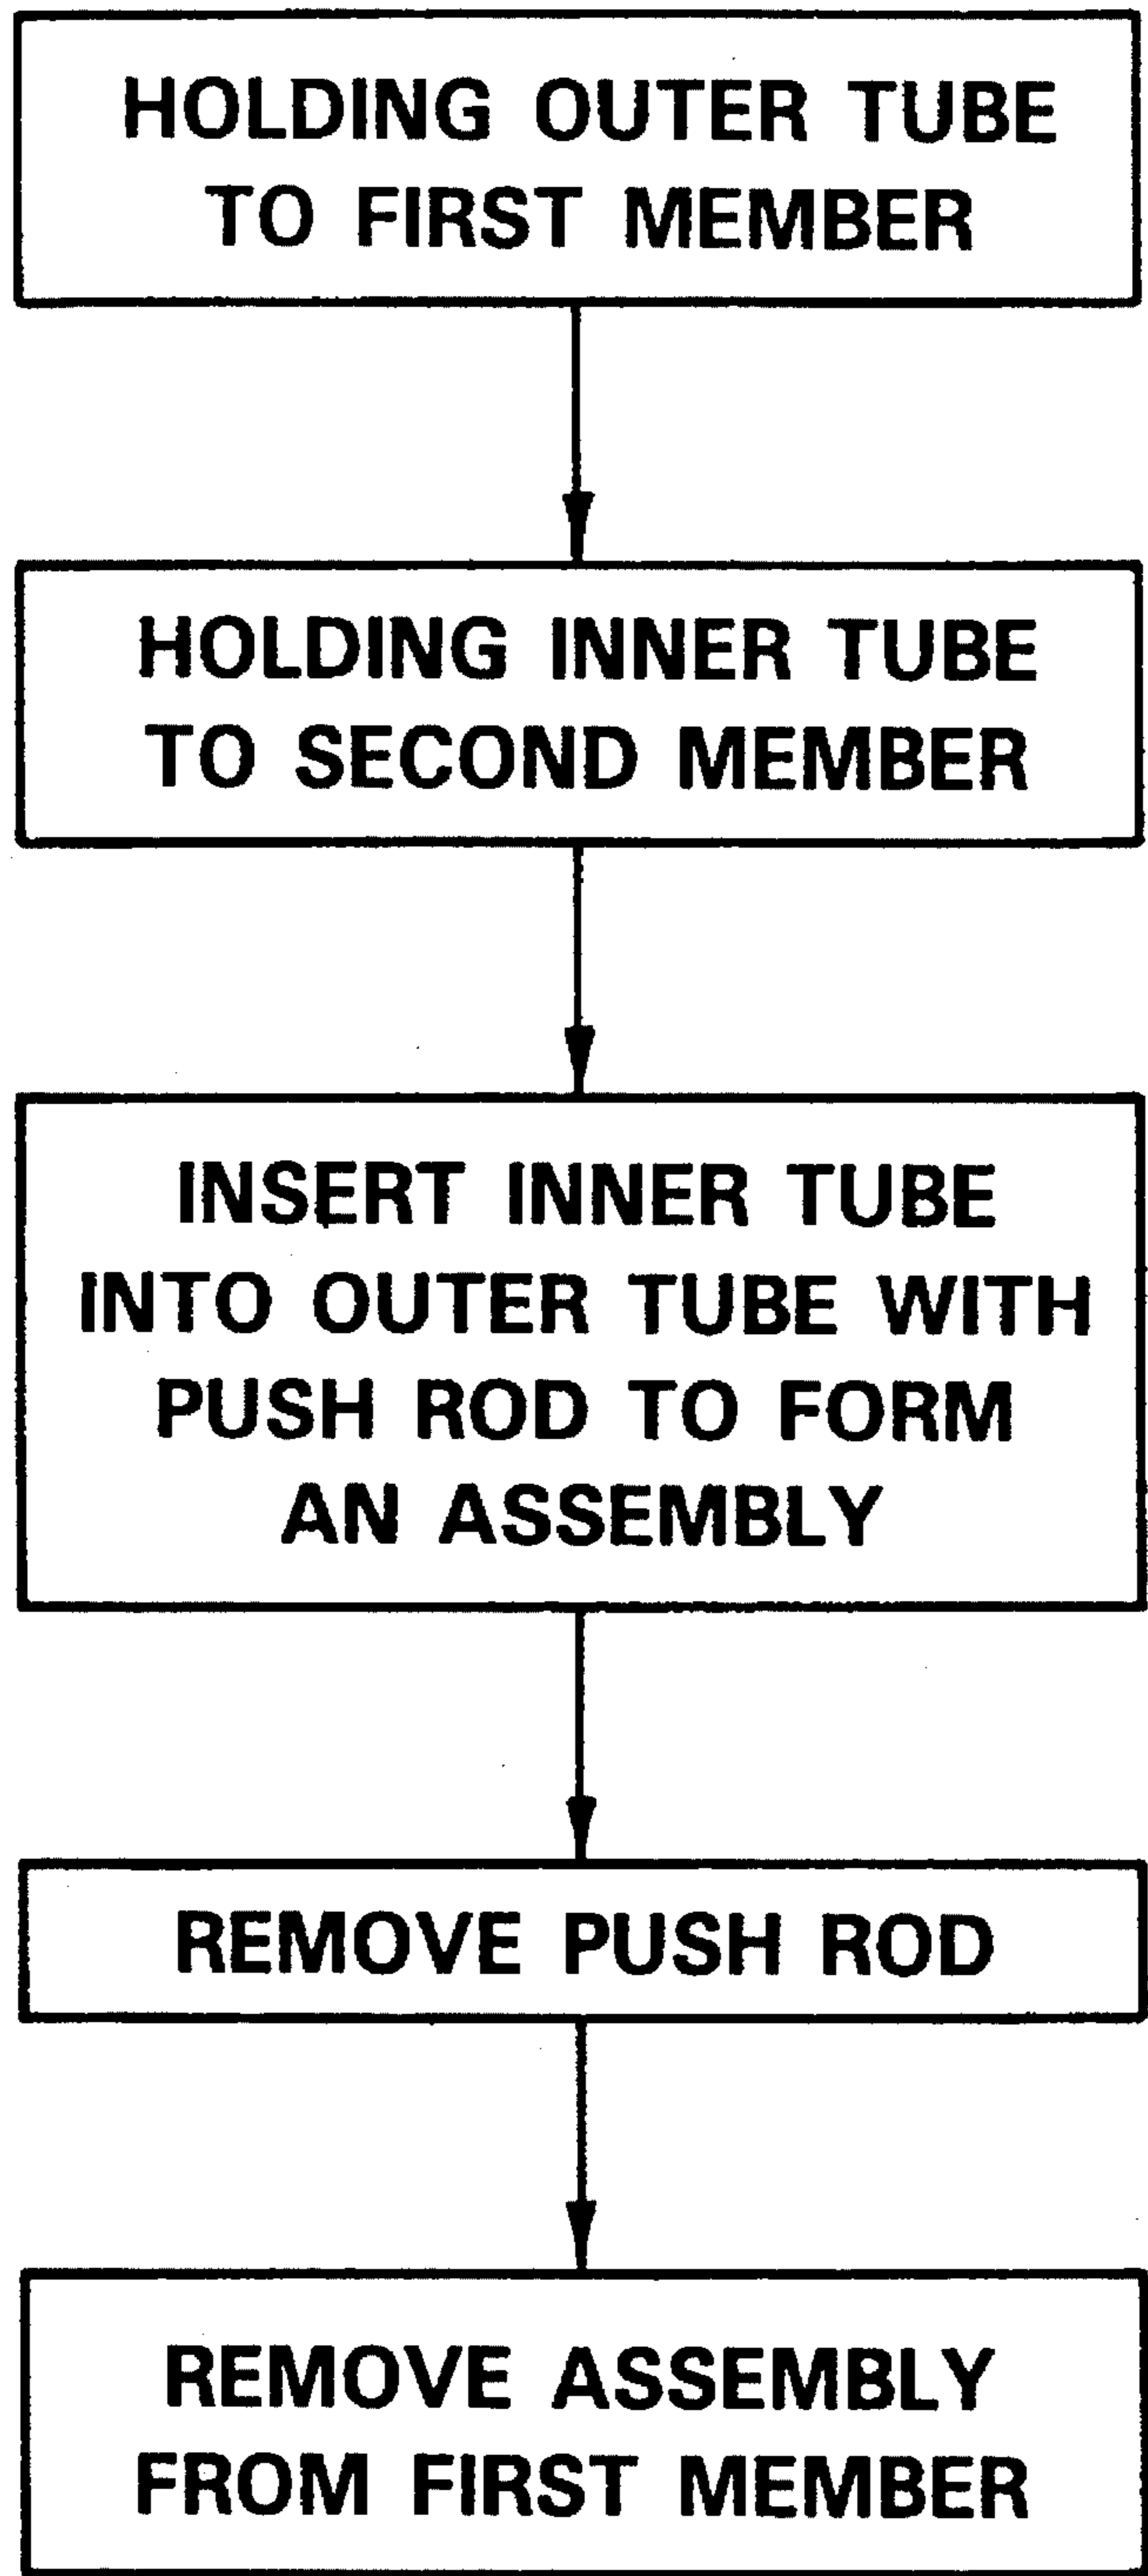 HOLDING OUTER TUBE
TO FIRST MEMBER
HOLDING INNER TUBE
TO SECOND MEMBER
INSERT INNER TUBE
INTO OUTER TUBE WITH
PUSH ROD TO FORM
AN ASSEMBLY
REMOVE PUSH ROD
REMOVE ASSEMBLY
FROM FIRST MEMBER